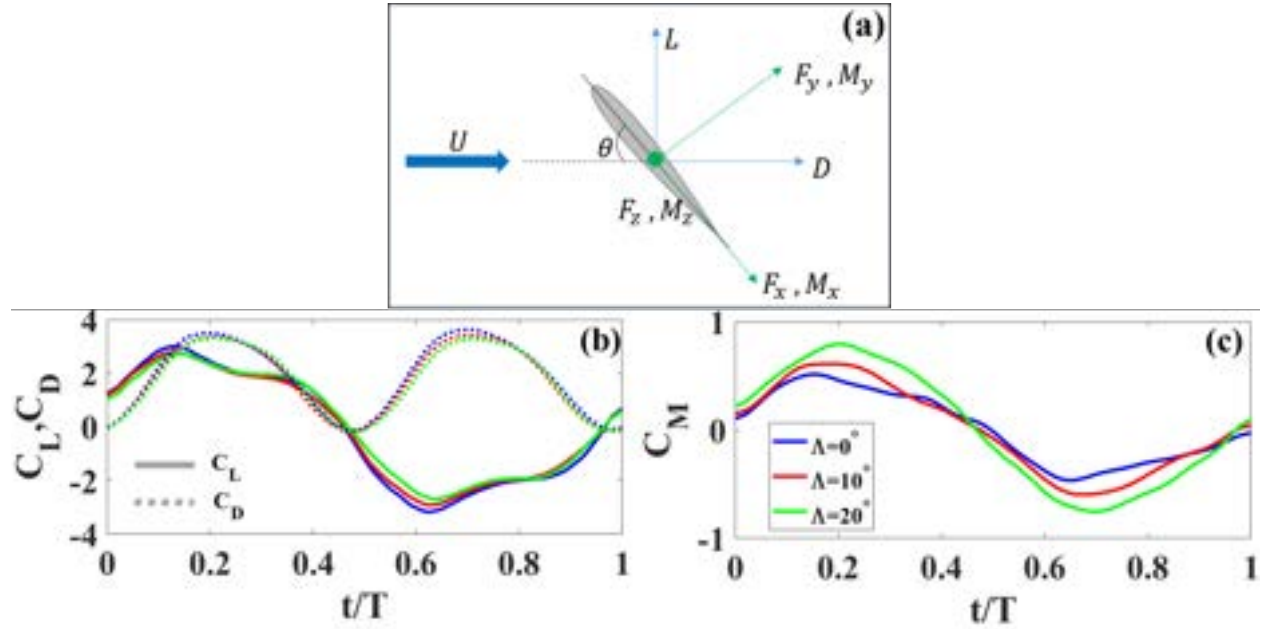 (a)
L
F_y , M_y
U
θ
D
F_z , M_z
F_x , M_x
(b)
C_L, C_D
4
2
0
-2
-4
C_L
C_D
0 0.2 0.4 0.6 0.8 1
t/T
(c)
C_M
1
0
-1
Λ=0°
Λ=10°
Λ=20°
0 0.2 0.4 0.6 0.8 1
t/T